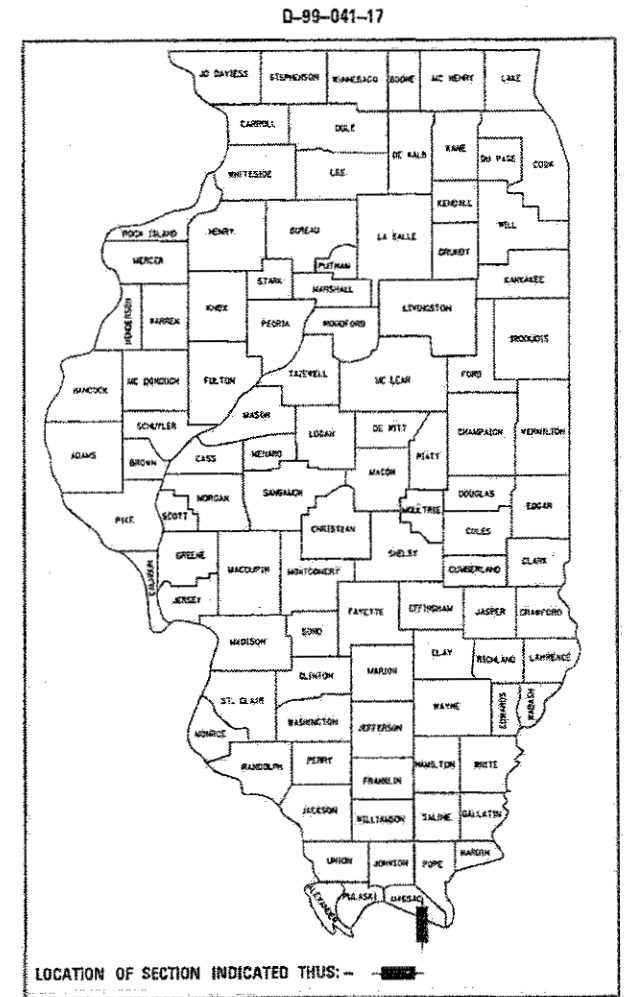 D-99-041-17
JO DAVIESS STEPHENSON WINNEBAGO BOONE MC HENRY LAKE
CARROLL OGLE
DE KALB KANE DU PAGE COOK
WHITESIDE LEE
KENDALL
ROCK ISLAND HENRY BUREAU LA SALLE WILL
MERCER PUTNAM GRUNDY
STARK MARSHALL KANKAKEE
HENDERSON WARREN KNOX PEORIA WOODFORD LIVINGSTON
IROQUOIS
HANCOCK MC DONOUGH FULTON TAZEWELL MC LEAN FORD
MASON
SCHUYLER LOGAN DE WITT CHAMPAIGN VERMILION
ADAMS BROWN CASS MENARD PIATT
MACON
MORGAN SANGAMON DOUGLAS EDGAR
PIKE SCOTT CHRISTIAN MOULTRIE
COLES
GREENE MACOUPIN MONTGOMERY SHELBY CLARK
CALHOUN CUMBERLAND
JERSEY FAYETTE EFFINGHAM JASPER CRAWFORD
MADISON BOND
CLAY RICHLAND LAWRENCE
CLINTON MARION
ST. CLAIR WAYNE EDWARDS WABASH
WASHINGTON JEFFERSON
MONROE
RANDOLPH PERRY HAMILTON WHITE
FRANKLIN
JACKSON WILLIAMSON SALINE GALLATIN
UNION JOHNSON POPE HARDIN
ALEXANDER PULASKI MASSAC
LOCATION OF SECTION INDICATED THUS: -